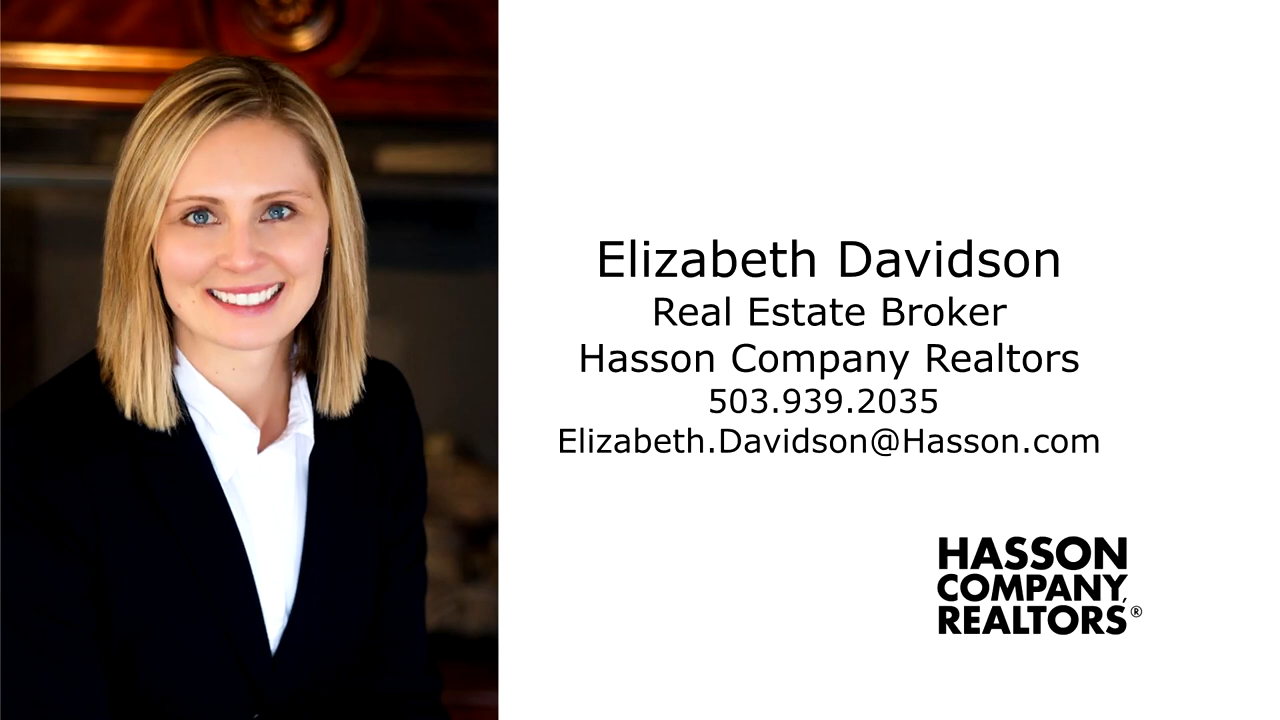 Elizabeth Davidson
Real Estate Broker
Hasson Company Realtors
503.939.2035
Elizabeth.Davidson@Hasson.com
HASSON
COMPANY,
REALTORS®